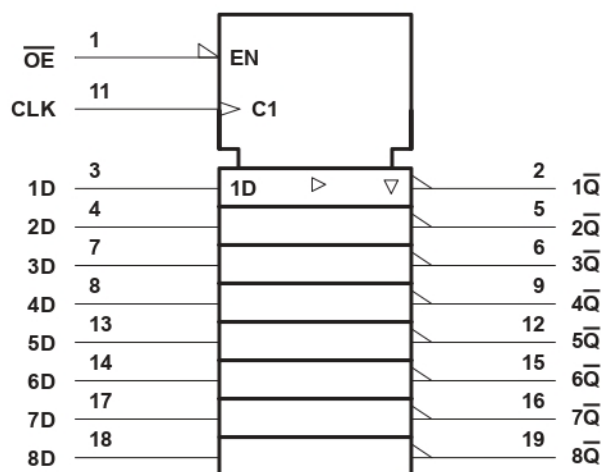 O̅E̅ 1 EN
CLK 11 C1
1D 3 1D 2 1Q̅
2D 4 5 2Q̅
3D 7 6 3Q̅
4D 8 9 4Q̅
5D 13 12 5Q̅
6D 14 15 6Q̅
7D 17 16 7Q̅
8D 18 19 8Q̅